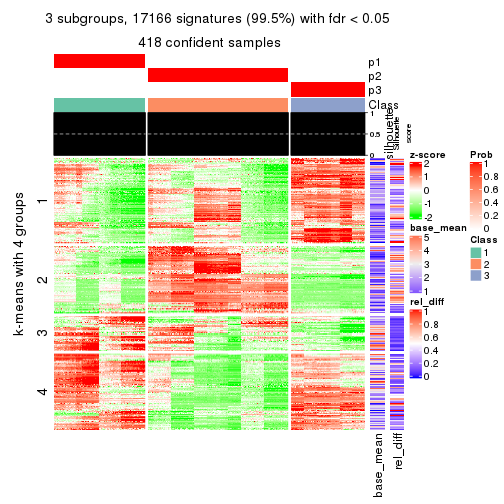 3 subgroups, 17166 signatures (99.5%) with fdr < 0.05
418 confident samples
p1
p2
p3
Class
1
0.5
0
silhouette
Silhouette
score
k-means with 4 groups
1
2
3
4
base_mean
rel_diff
z-score
2
1
0
-1
-2
base_mean
5
4
3
2
1
rel_diff
1
0.8
0.6
0.4
0.2
0
Prob
1
0.8
0.6
0.4
0.2
0
Class
1
2
3